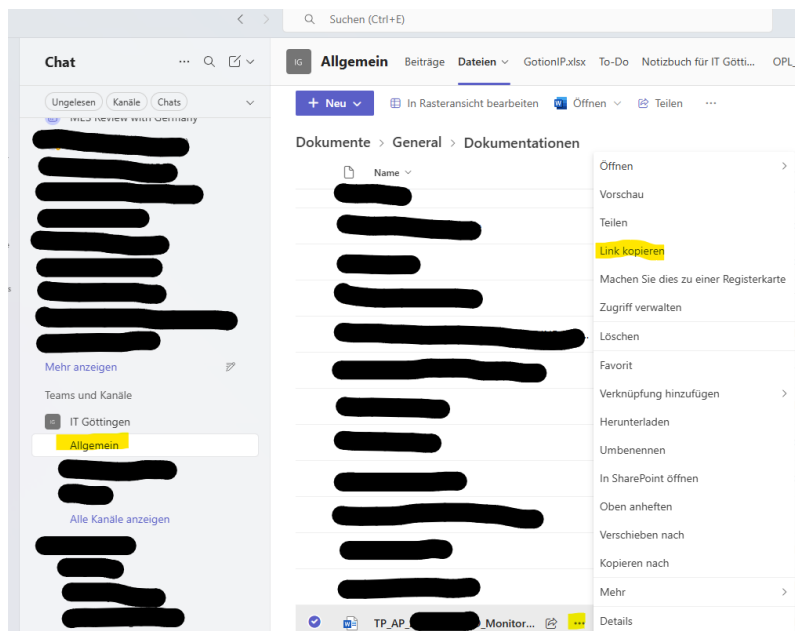 Suchen (Ctrl+E)
Chat
IG Allgemein Beiträge Dateien GotionIP.xlsx To-Do Notizbuch für IT Götti... OPL_
Ungelesen Kanäle Chats
+ Neu In Rasteransicht bearbeiten Öffnen Teilen ...
MES Review with Germany
Dokumente > General > Dokumentationen
Name
Mehr anzeigen
Teams und Kanäle
IG IT Göttingen
Allgemein
Alle Kanäle anzeigen
TP_AP_ _Monitor... ...
Öffnen
Vorschau
Teilen
Link kopieren
Machen Sie dies zu einer Registerkarte
Zugriff verwalten
Löschen
Favorit
Verknüpfung hinzufügen
Herunterladen
Umbenennen
In SharePoint öffnen
Oben anheften
Verschieben nach
Kopieren nach
Mehr
Details